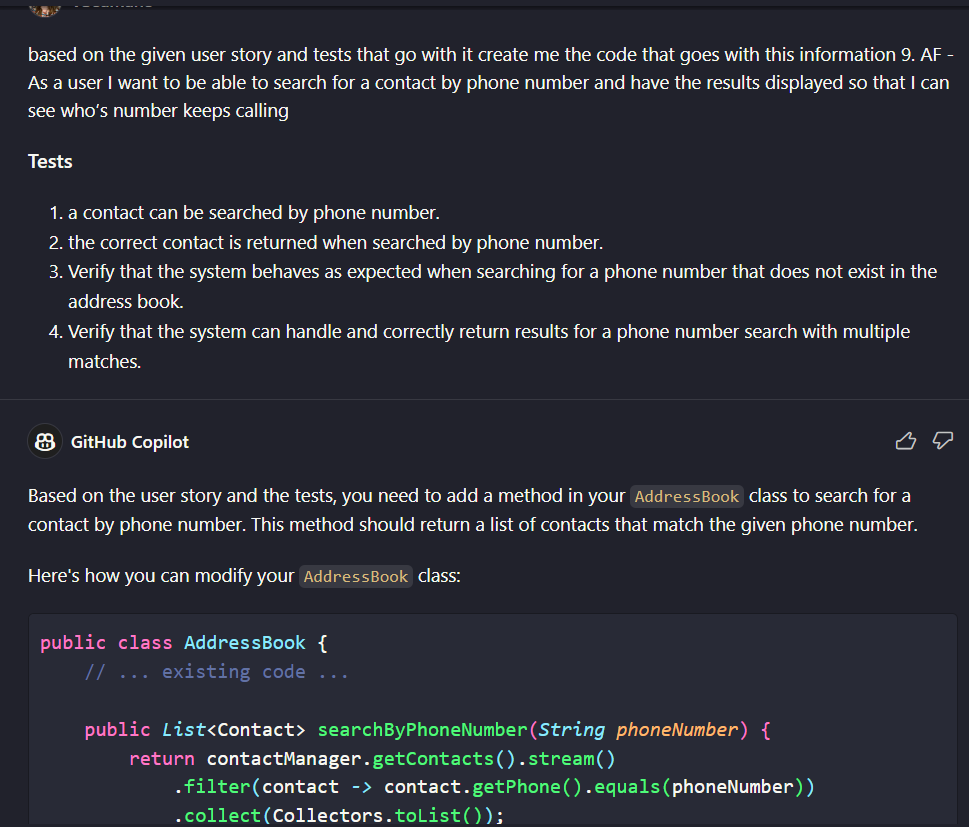 based on the given user story and tests that go with it create me the code that goes with this information 9. AF -
As a user I want to be able to search for a contact by phone number and have the results displayed so that I can
see who's number keeps calling
Tests
1. a contact can be searched by phone number.
2. the correct contact is returned when searched by phone number.
3. Verify that the system behaves as expected when searching for a phone number that does not exist in the
address book.
4. Verify that the system can handle and correctly return results for a phone number search with multiple
matches.
GitHub Copilot
Based on the user story and the tests, you need to add a method in your AddressBook class to search for a
contact by phone number. This method should return a list of contacts that match the given phone number.
Here's how you can modify your AddressBook class:
public class AddressBook {
    // ... existing code ...
    public List<Contact> searchByPhoneNumber(String phoneNumber) {
        return contactManager.getContacts().stream()
            .filter(contact -> contact.getPhone().equals(phoneNumber))
            .collect(Collectors.toList());